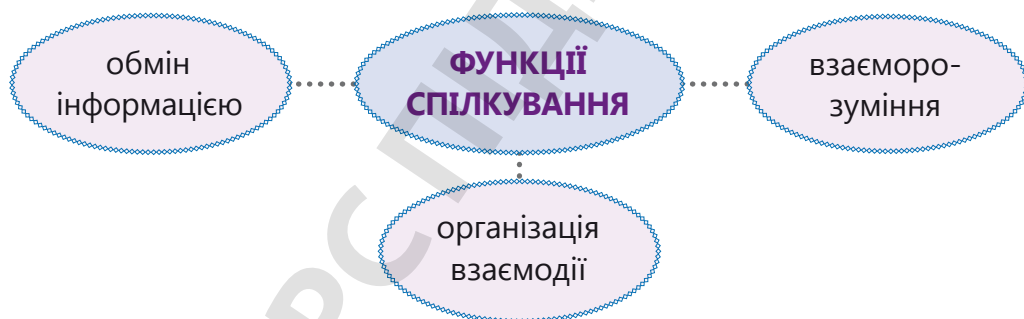 обмін
інформацією
ФУНКЦІЇ
СПІЛКУВАННЯ
взаєморо-
зуміння
організація
взаємодії